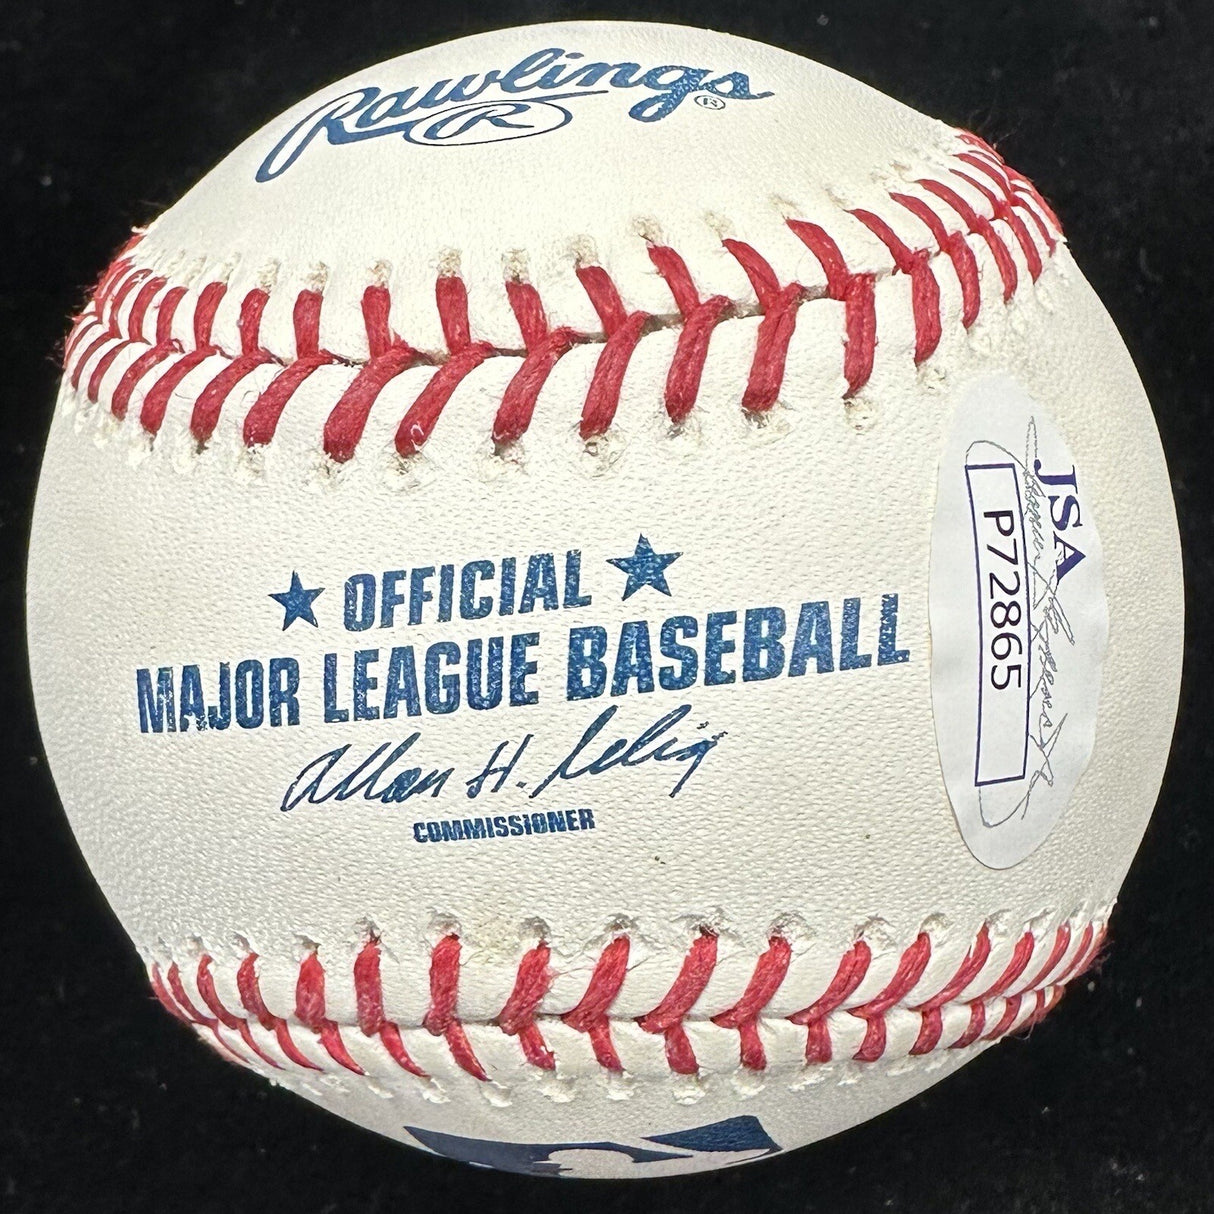 Rawlings ®
R
★ OFFICIAL ★
MAJOR LEAGUE BASEBALL
Allan H. Selig
COMMISSIONER
JSA
P72865